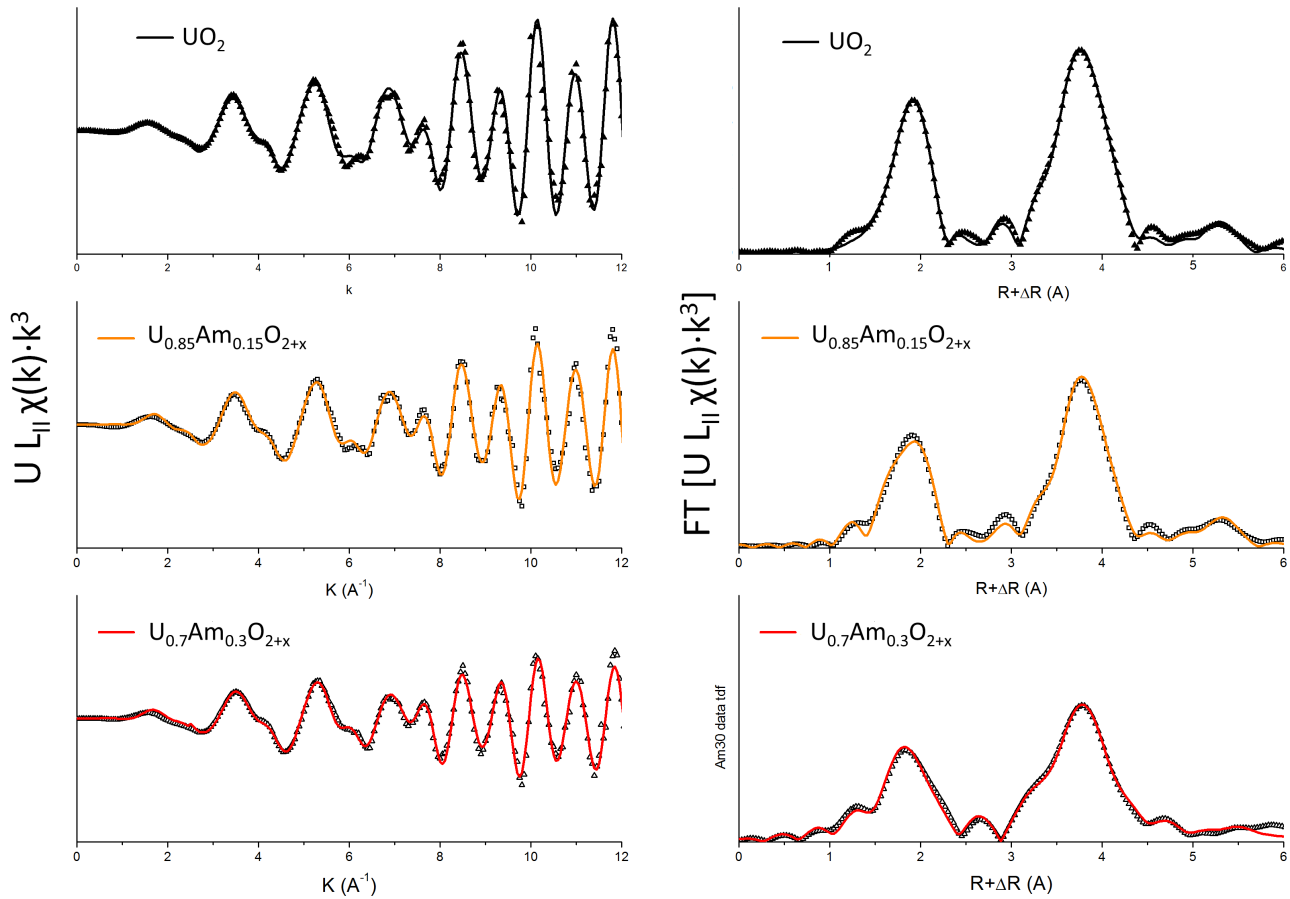 UO₂
0 2 4 6 8 10 12
k
UO₂
0 1 2 3 4 5 6
R+ΔR (A)
U L_II χ(k)·k³
U₀.₈₅Am₀.₁₅O₂₊ₓ
0 2 4 6 8 10 12
K (A⁻¹)
FT [U L_II χ(k)·k³]
U₀.₈₅Am₀.₁₅O₂₊ₓ
0 1 2 3 4 5 6
R+ΔR (A)
U₀.₇Am₀.₃O₂₊ₓ
0 2 4 6 8 10 12
K (A⁻¹)
U₀.₇Am₀.₃O₂₊ₓ
Am30 data tdf
0 1 2 3 4 5 6
R+ΔR (A)